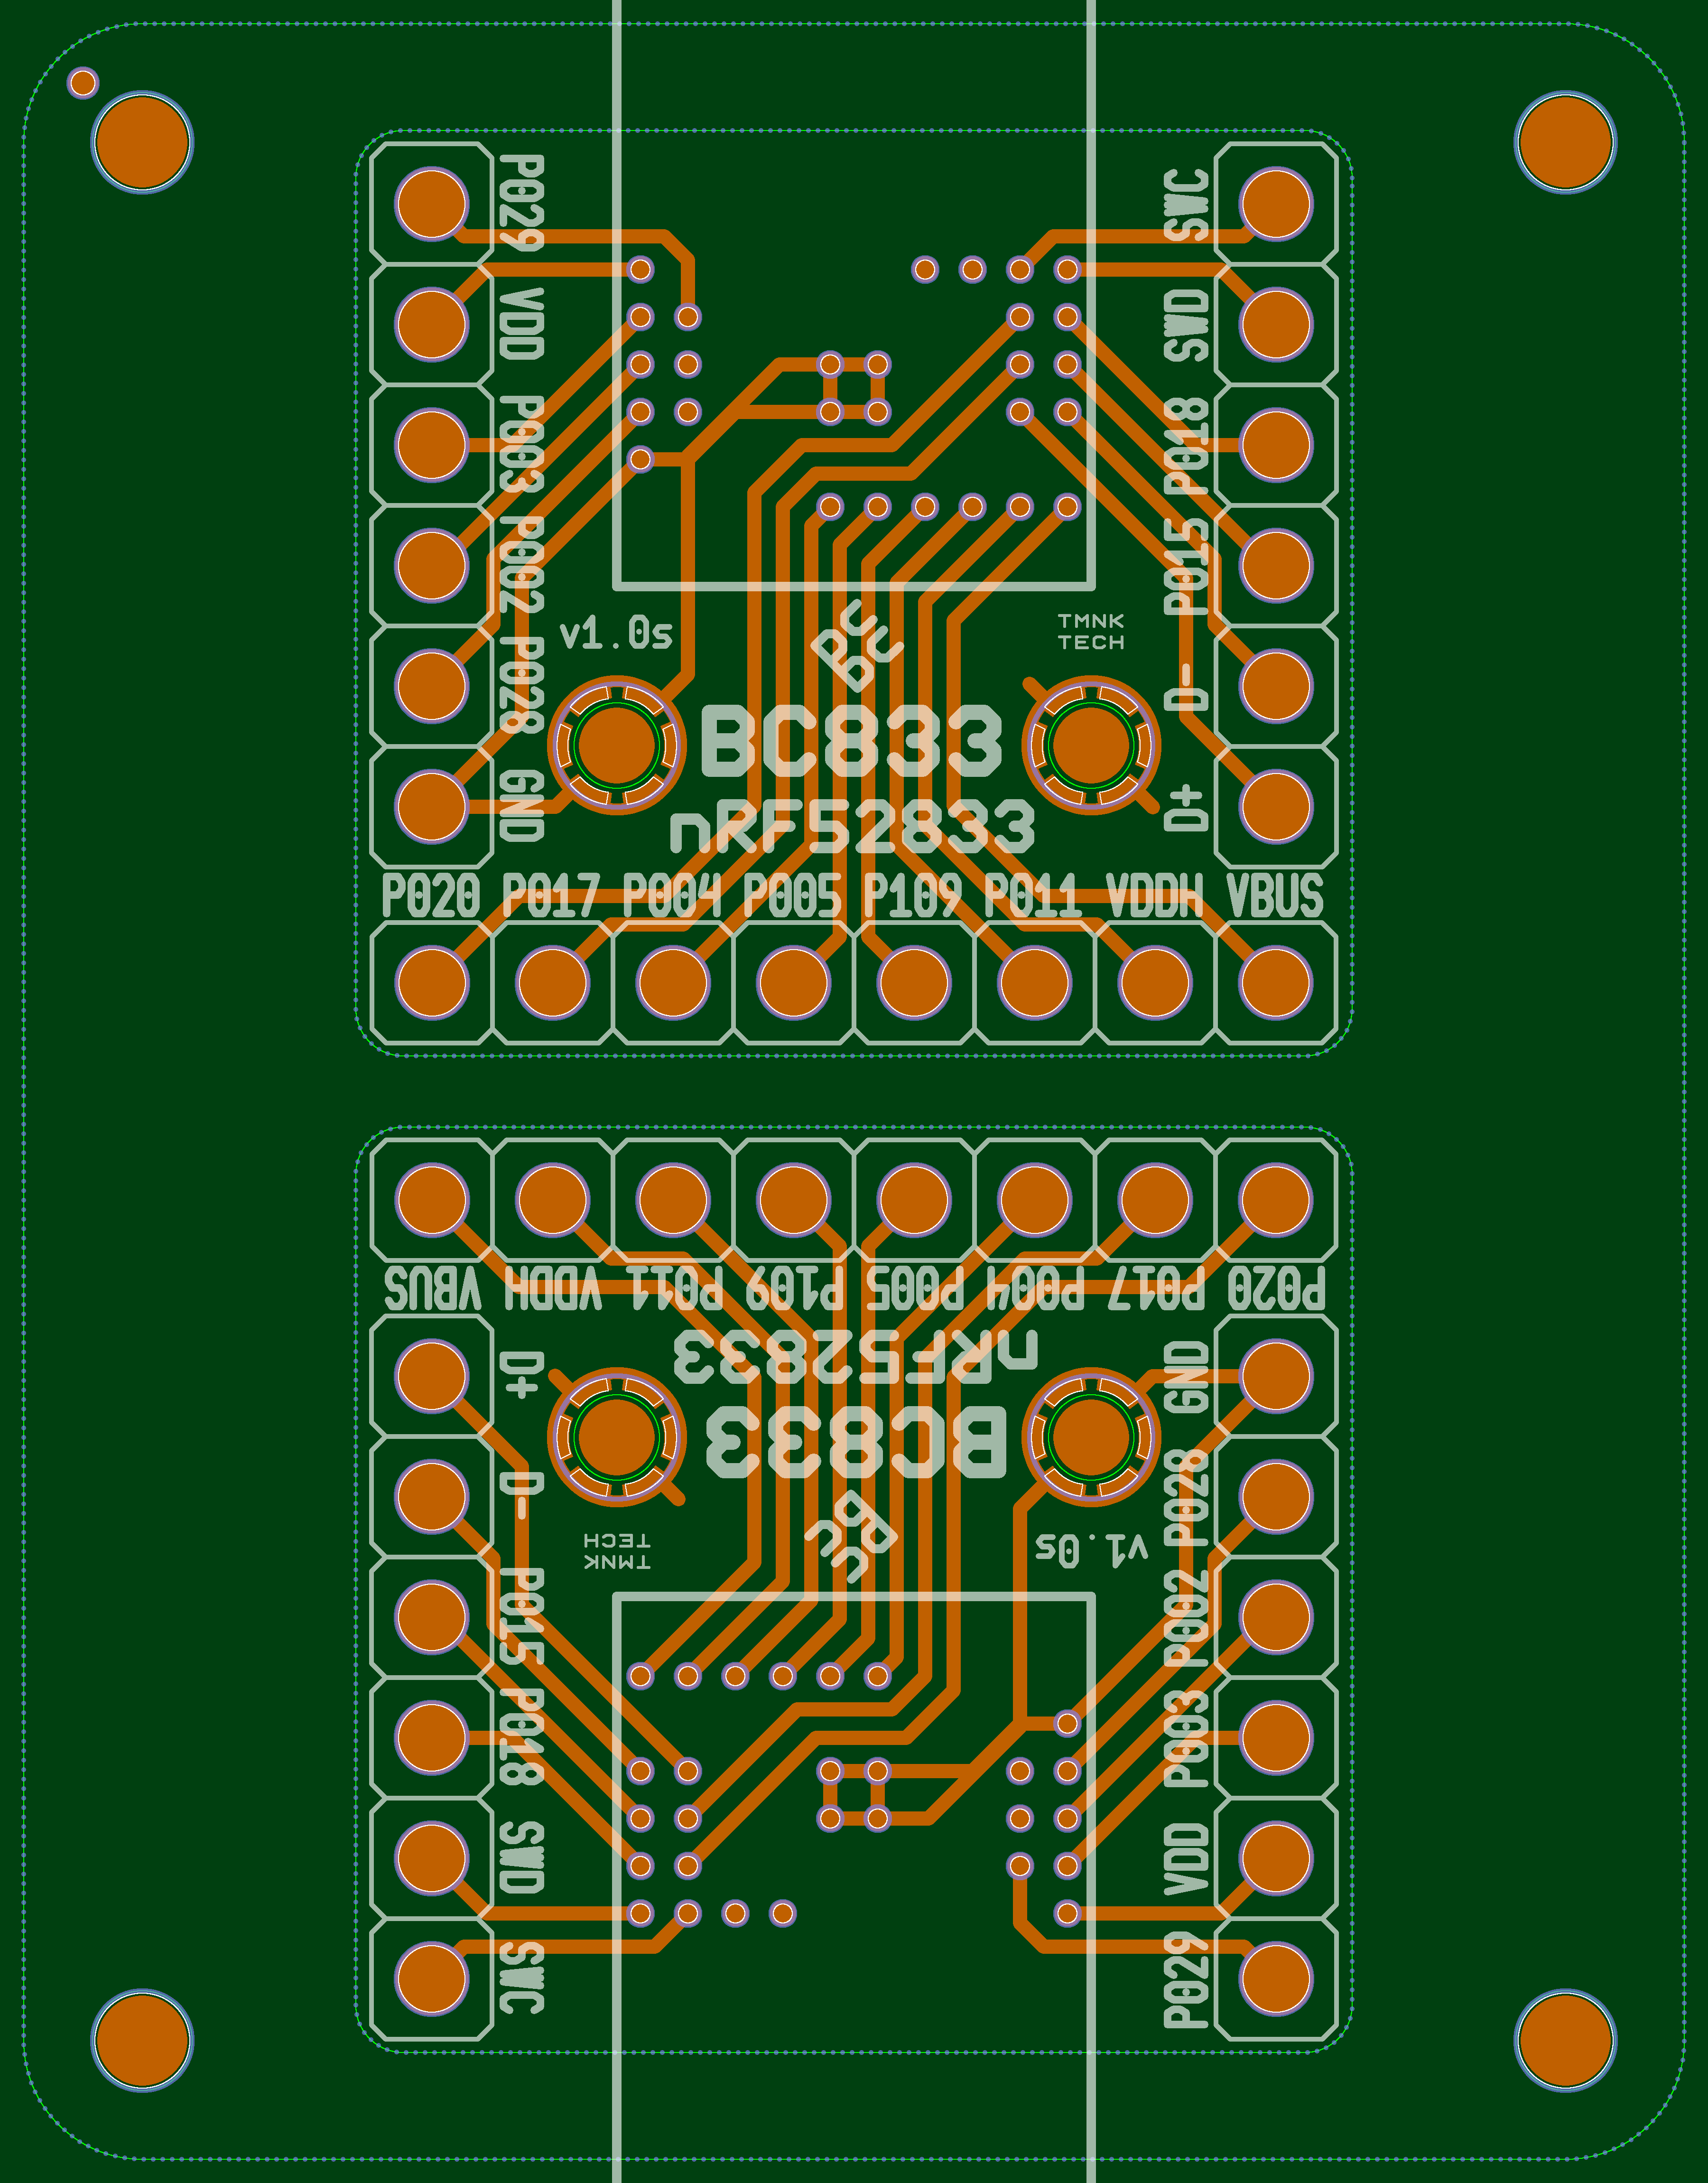 P029
VDD
P003
P002
P028
GND
SWC
SWD
P018
P015
D-
D+
v1.0s
TMNK
TECH
BC833
nRF52833
P020 P017 P004 P005 P109 P011 VDDH VBUS
VBUS VDDH P011 P109 P005 P004 P017 P020
nRF52833
BC833
TMNK
TECH
v1.0s
D+
D-
P015
P018
SWD
SWC
GND
P028
P002
P003
VDD
P029